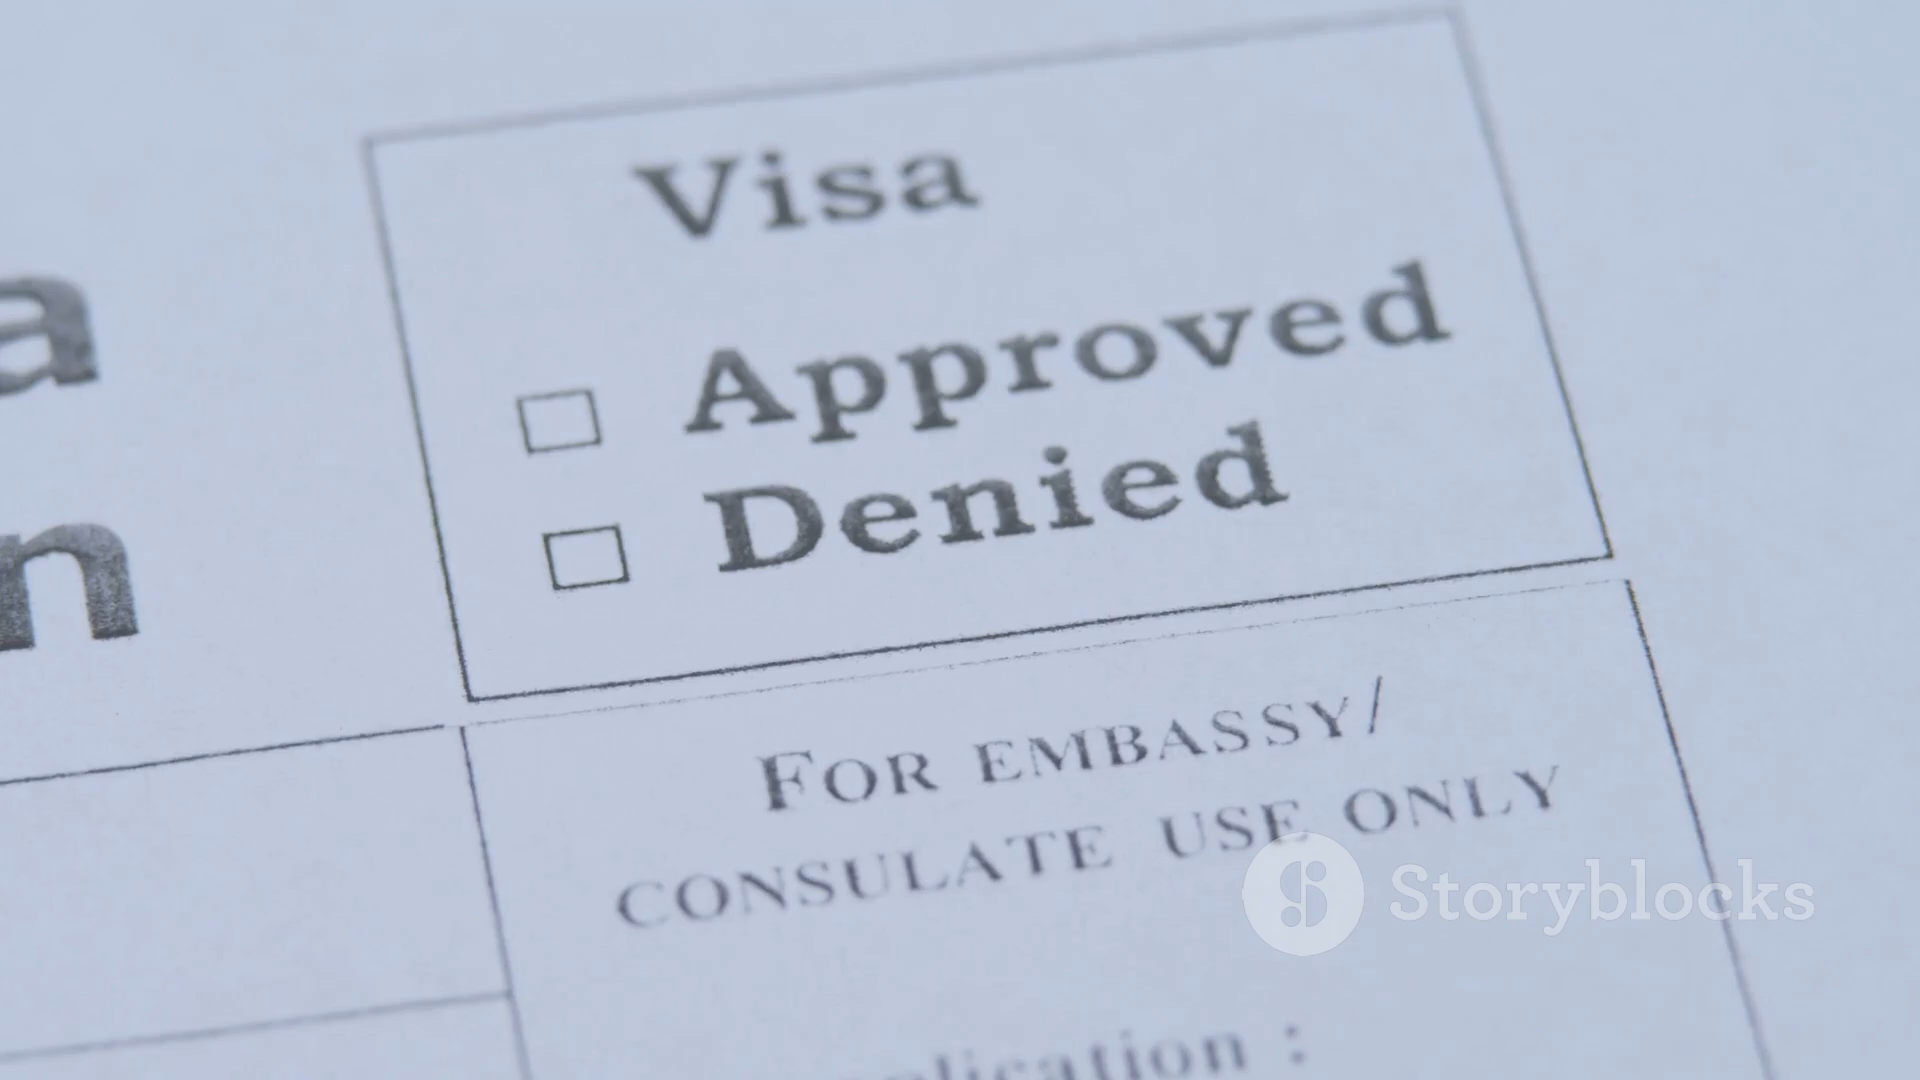 Visa
Approved
Denied
FOR EMBASSY/
CONSULATE USE ONLY
Storyblocks